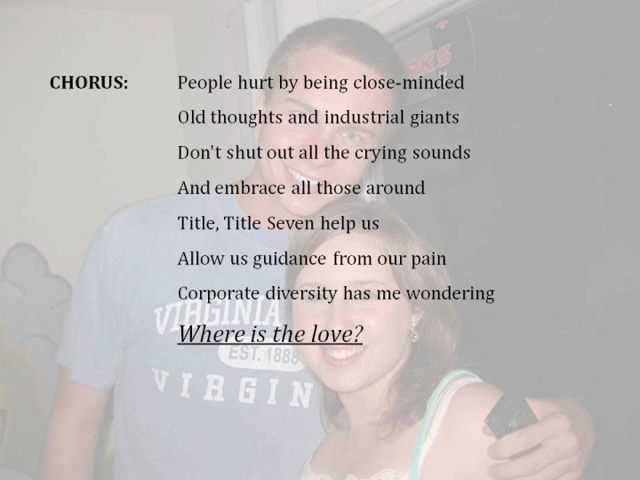 RKS
CHORUS: People hurt by being close-minded
Old thoughts and industrial giants
Don't shut out all the crying sounds
And embrace all those around
Title, Title Seven help us
Allow us guidance from our pain
Corporate diversity has me wondering
VIRGINIA
Where is the love?
EST. 1888
VIRGIN